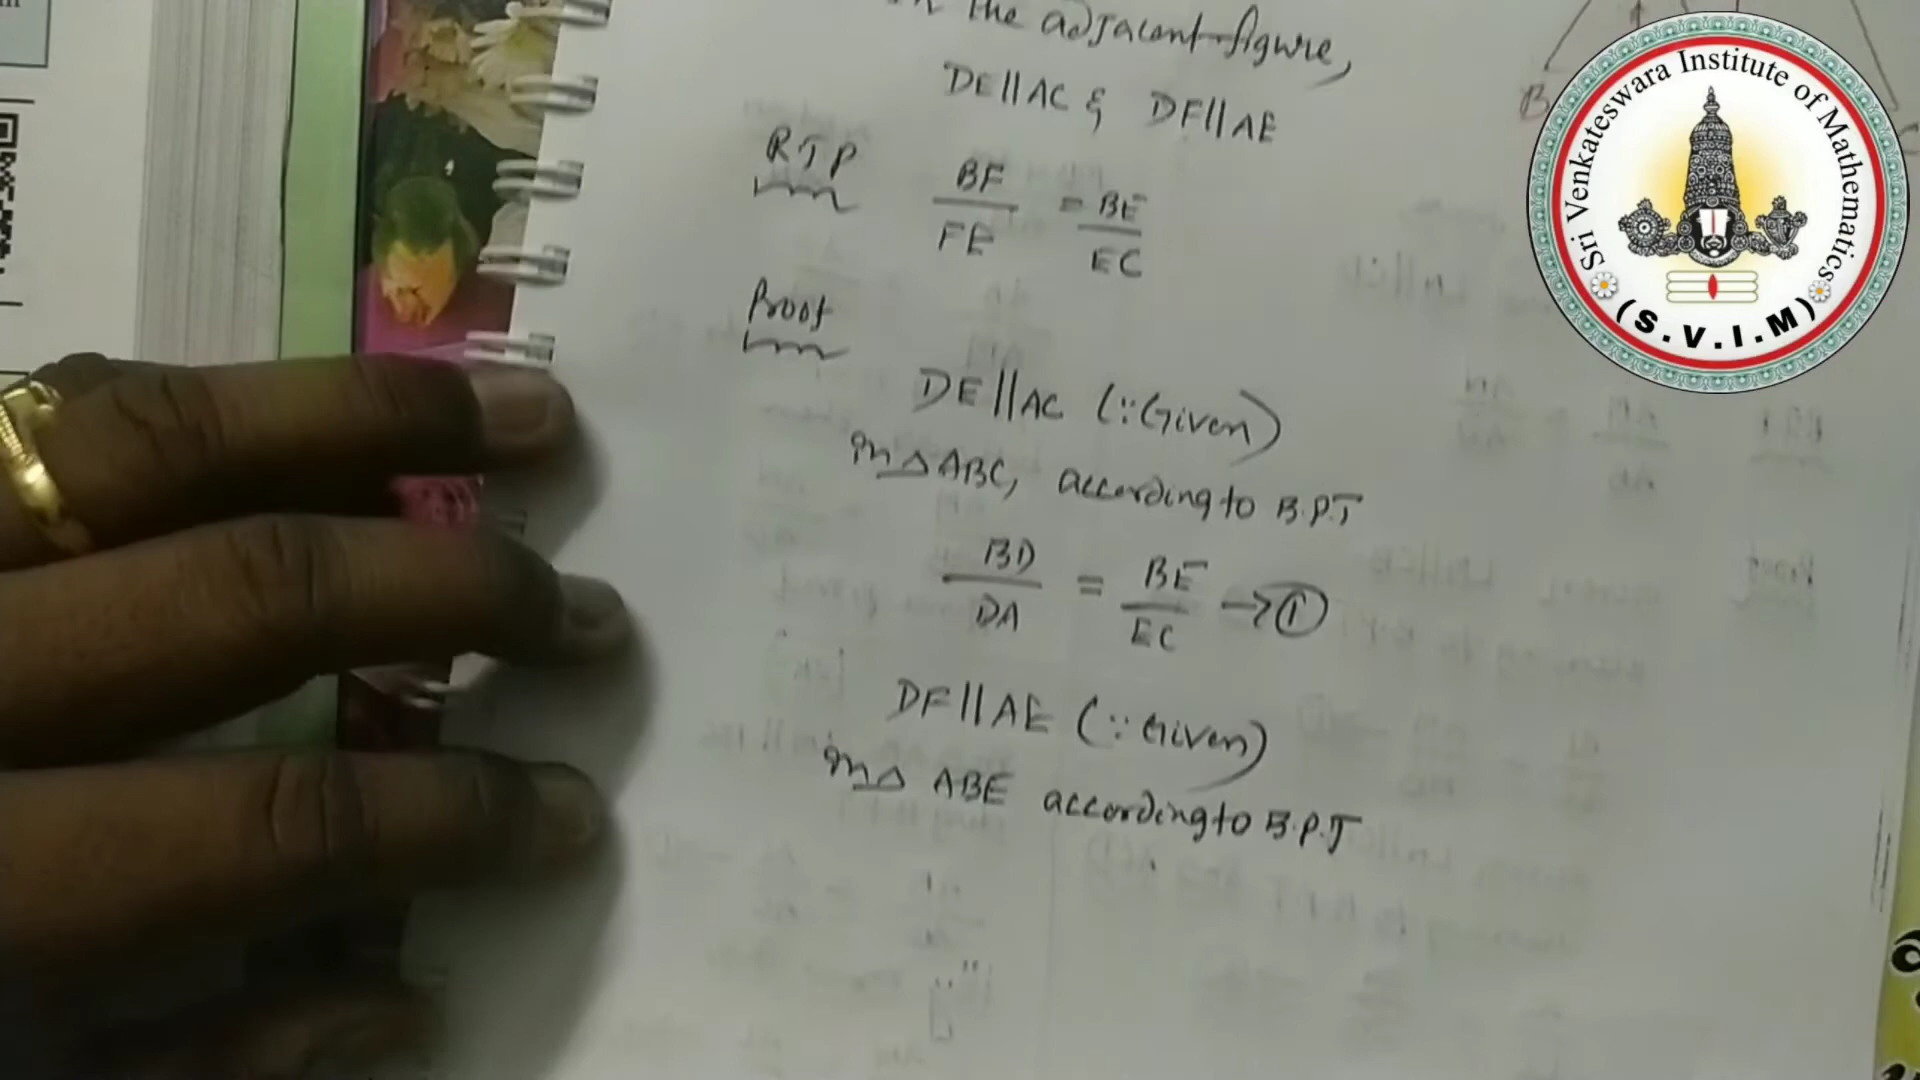 the adjacent figure,
DE||AC & DF||AE
RTP BF/FE = BE/EC
Proof
DE||AC (∵Given)
In △ABC, according to B.P.T
BD/DA = BE/EC → ①
DF||AE (∵Given)
In △ ABE according to B.P.T
B
Sri Venkateswara Institute of Mathematics
(S.V.I.M)